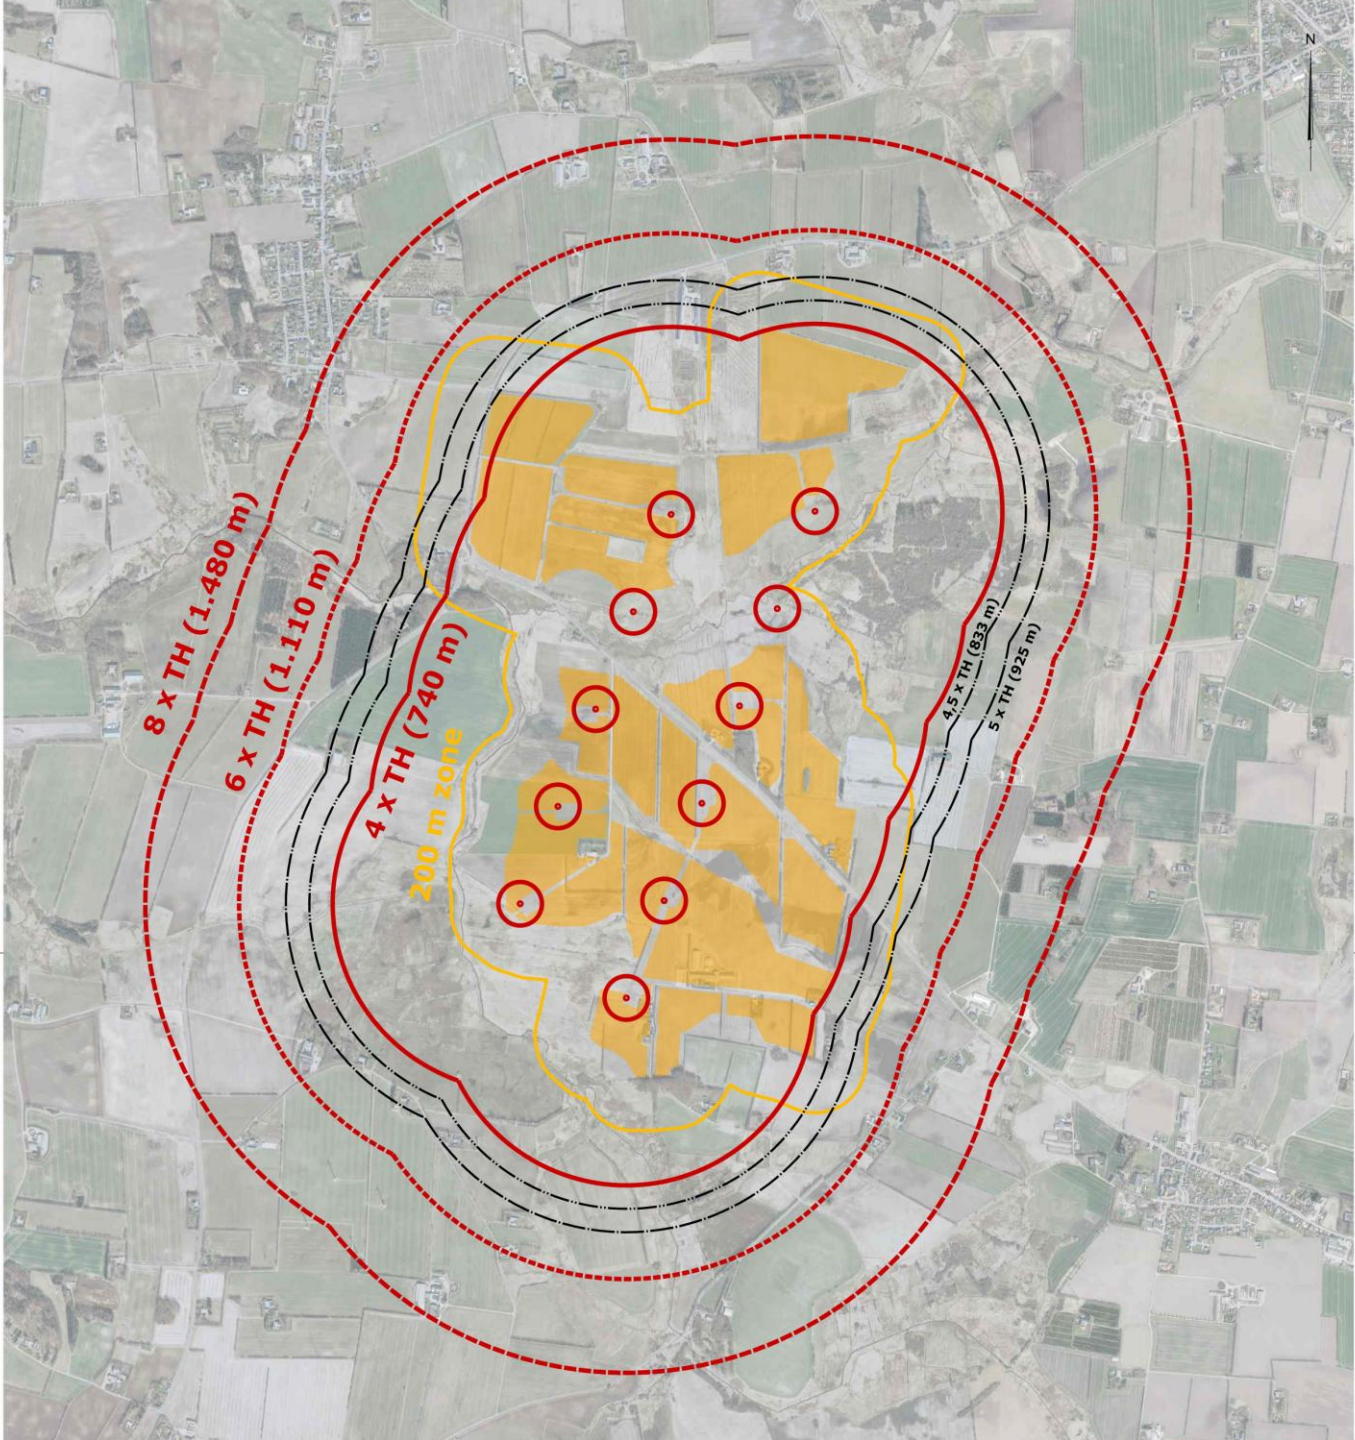 N
8 x TH (1.480 m)
6 x TH (1.110 m)
4 x TH (740 m)
200 m zone
4,5 x TH (833 m)
5 x TH (925 m)